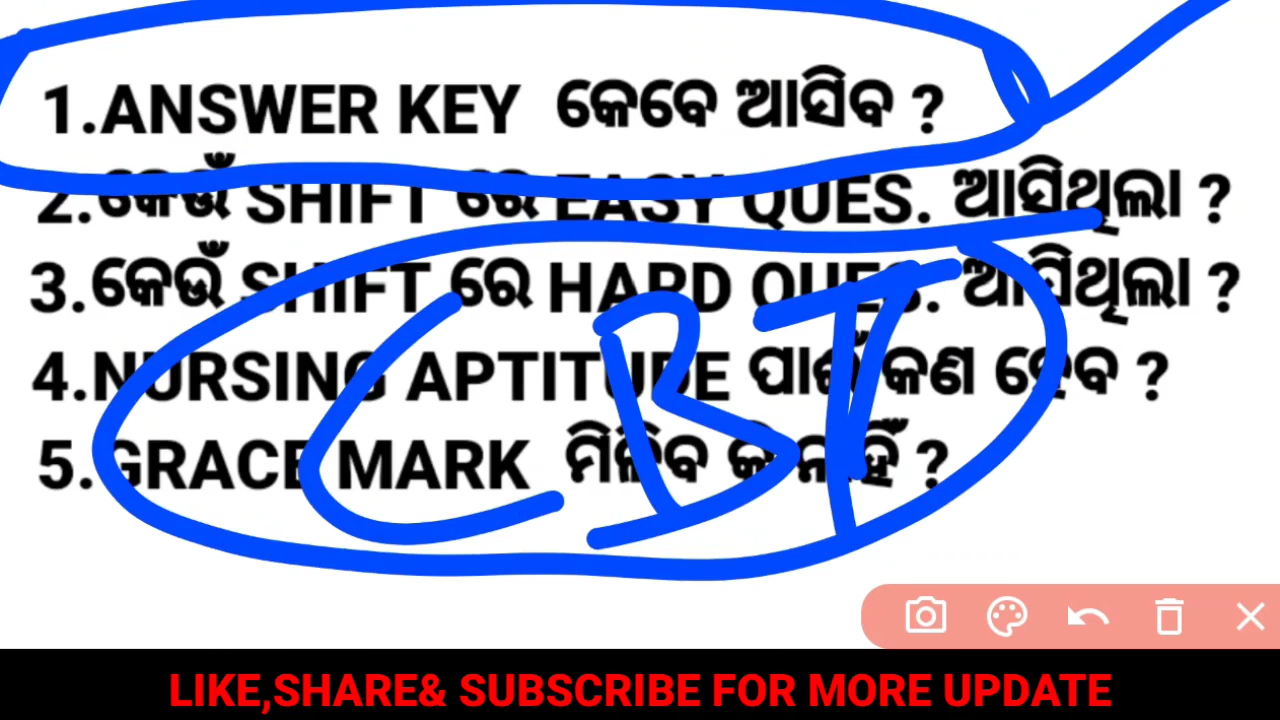 1.ANSWER KEY କେବେ ଆସିବ ?
2.କେଉଁ SHIFT ରେ EASY QUES. ଆସିଥିଲା ?
3.କେଉଁ SHIFT ରେ HARD QUES. ଆସିଥିଲା ?
4.NURSING APTITUDE ପାଇଁ କଣ ହେବ ?
5.GRACE MARK ମିଳିବ କି ନାହିଁ ?
CBT
LIKE,SHARE& SUBSCRIBE FOR MORE UPDATE